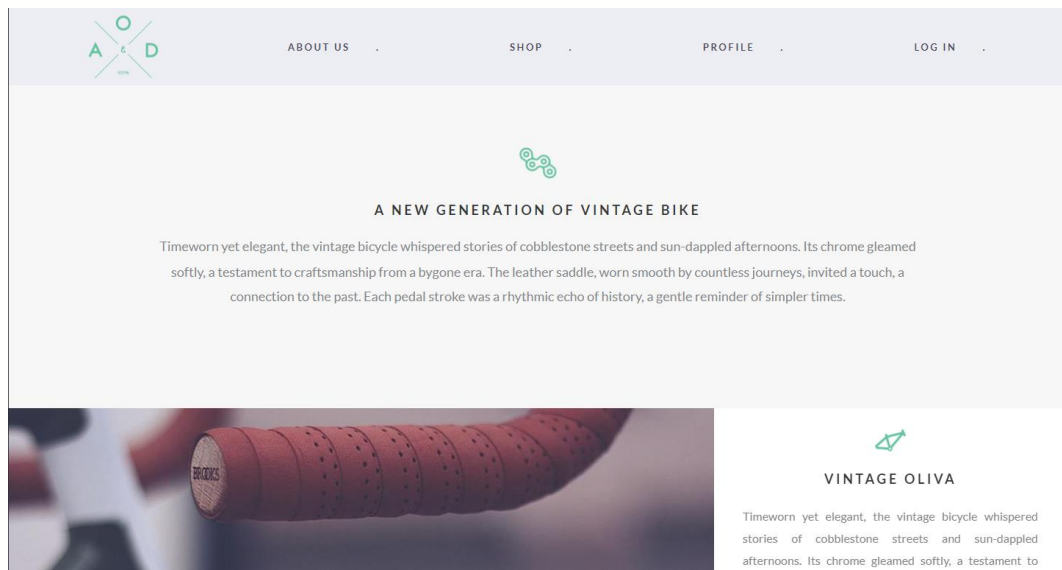 O
A & D
ABOUT US .
SHOP .
PROFILE .
LOG IN .
A NEW GENERATION OF VINTAGE BIKE
Timeworn yet elegant, the vintage bicycle whispered stories of cobblestone streets and sun-dappled afternoons. Its chrome gleamed
softly, a testament to craftsmanship from a bygone era. The leather saddle, worn smooth by countless journeys, invited a touch, a
connection to the past. Each pedal stroke was a rhythmic echo of history, a gentle reminder of simpler times.
BROOKS
VINTAGE OLIVA
Timeworn yet elegant, the vintage bicycle whispered
stories of cobblestone streets and sun-dappled
afternoons. Its chrome gleamed softly, a testament to